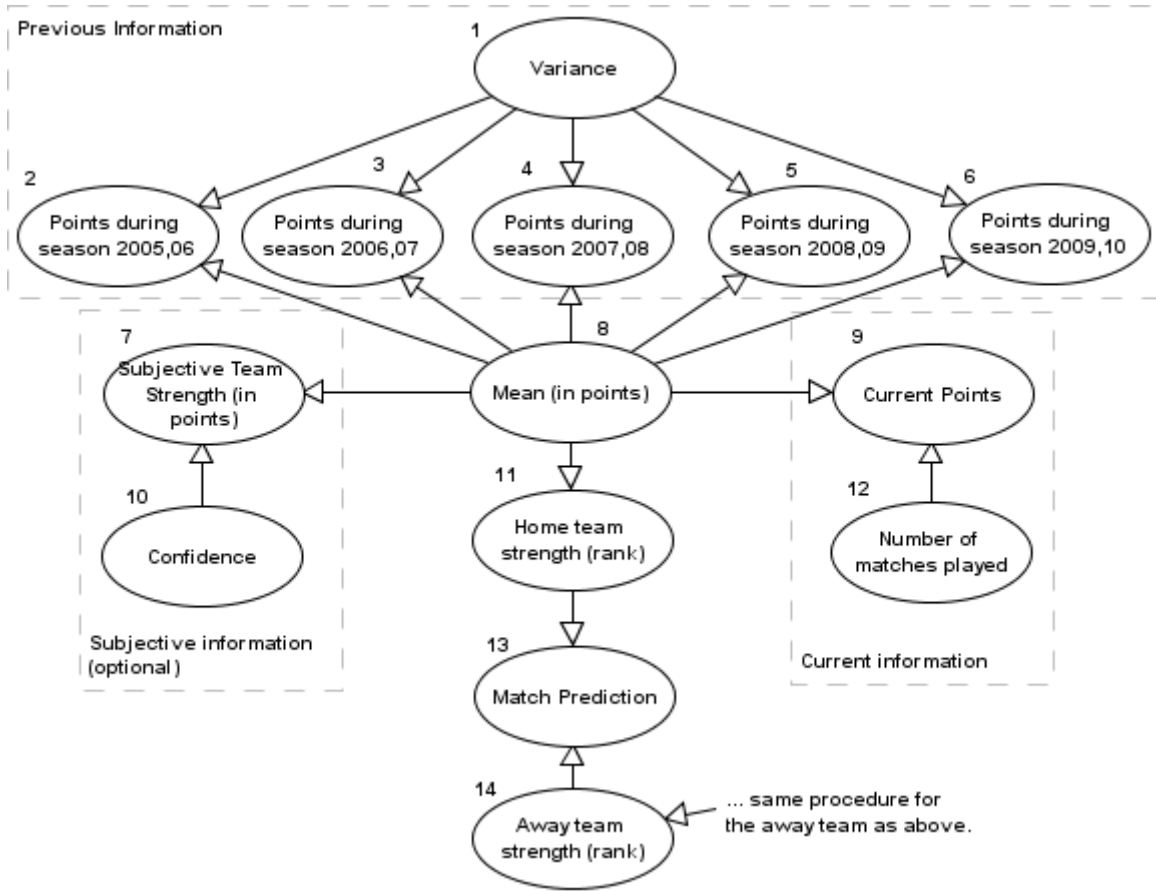 Previous Information
1
Variance
2
Points during
season 2005,06
3
Points during
season 2006,07
4
Points during
season 2007,08
5
Points during
season 2008,09
6
Points during
season 2009,10
7
Subjective Team
Strength (in
points)
8
Mean (in points)
9
Current Points
10
Confidence
Subjective information
(optional)
11
Home team
strength (rank)
12
Number of
matches played
Current information
13
Match Prediction
14
Away team
strength (rank)
... same procedure for
the away team as above.